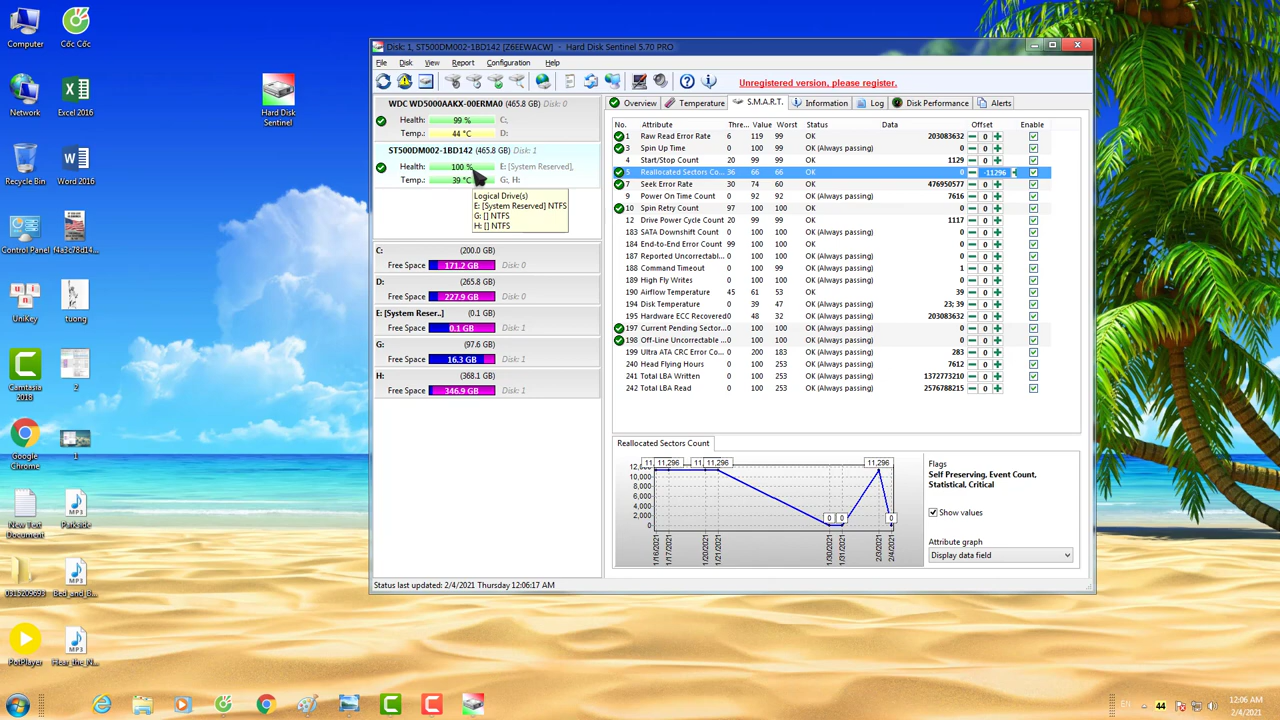 Computer
Cốc Cốc
Network
Excel 2016
Recycle Bin
Word 2016
Control Panel
f4a3c78d14...
UniKey
tuong
Camtasia 2018
2
Google Chrome
1
New Text Document
Parkside
0315209693
Bed_and_B...
PotPlayer
Hear_the_N...
Hard Disk Sentinel
Disk: 1, ST500DM002-1BD142 [Z6EEWACW] - Hard Disk Sentinel 5.70 PRO
File Disk View Report Configuration Help
Unregistered version, please register.
WDC WD5000AAKX-00ERMA0 (465.8 GB) Disk: 0
Health: 99 % C:,
Temp.: 44 °C D:
ST500DM002-1BD142 (465.8 GB) Disk: 1
Health: 100 % E: [System Reserved],
Temp.: 39 °C G:, H:
Logical Drive(s)
E: [System Reserved] NTFS
G: [] NTFS
H: [] NTFS
C: (200.0 GB)
Free Space 171.2 GB Disk: 0
D: (265.8 GB)
Free Space 227.9 GB Disk: 0
E: [System Reser..] (0.1 GB)
Free Space 0.1 GB Disk: 1
G: (97.6 GB)
Free Space 16.3 GB Disk: 1
H: (368.1 GB)
Free Space 346.9 GB Disk: 1
Overview Temperature S.M.A.R.T. Information Log Disk Performance Alerts
No. Attribute Thre... Value Worst Status Data Offset Enable
1 Raw Read Error Rate 6 119 99 OK 203083632 0
3 Spin Up Time 0 99 99 OK (Always passing) 0 0
4 Start/Stop Count 20 99 99 OK 1129 0
5 Reallocated Sectors Co... 36 66 66 OK 0 -11296
7 Seek Error Rate 30 74 60 OK 476950577 0
9 Power On Time Count 0 92 92 OK (Always passing) 7616 0
10 Spin Retry Count 97 100 100 OK 0 0
12 Drive Power Cycle Count 20 99 99 OK 1117 0
183 SATA Downshift Count 0 100 100 OK (Always passing) 0 0
184 End-to-End Error Count 99 100 100 OK 0 0
187 Reported Uncorrectabl... 0 100 100 OK (Always passing) 0 0
188 Command Timeout 0 100 99 OK (Always passing) 1 0
189 High Fly Writes 0 100 100 OK (Always passing) 0 0
190 Airflow Temperature 45 61 53 OK 39 0
194 Disk Temperature 0 39 47 OK (Always passing) 23; 39 0
195 Hardware ECC Recovered 0 48 32 OK (Always passing) 203083632 0
197 Current Pending Sector... 0 100 100 OK (Always passing) 0 0
198 Off-Line Uncorrectable ... 0 100 100 OK (Always passing) 0 0
199 Ultra ATA CRC Error Co... 0 200 183 OK (Always passing) 283 0
240 Head Flying Hours 0 100 253 OK (Always passing) 7612 0
241 Total LBA Written 0 100 253 OK (Always passing) 1372773210 0
242 Total LBA Read 0 100 253 OK (Always passing) 2576788215 0
Reallocated Sectors Count
11,296 11,296 11,296
0 0 0
10,000
8,000
6,000
4,000
2,000
0
1/16/2021 1/17/2021 1/20/2021 1/21/2021 1/30/2021 1/31/2021 2/3/2021 2/4/2021
Flags
Self Preserving, Event Count,
Statistical, Critical
Show values
Attribute graph
Display data field
Status last updated: 2/4/2021 Thursday 12:06:17 AM
EN 44
12:06 AM
2/4/2021